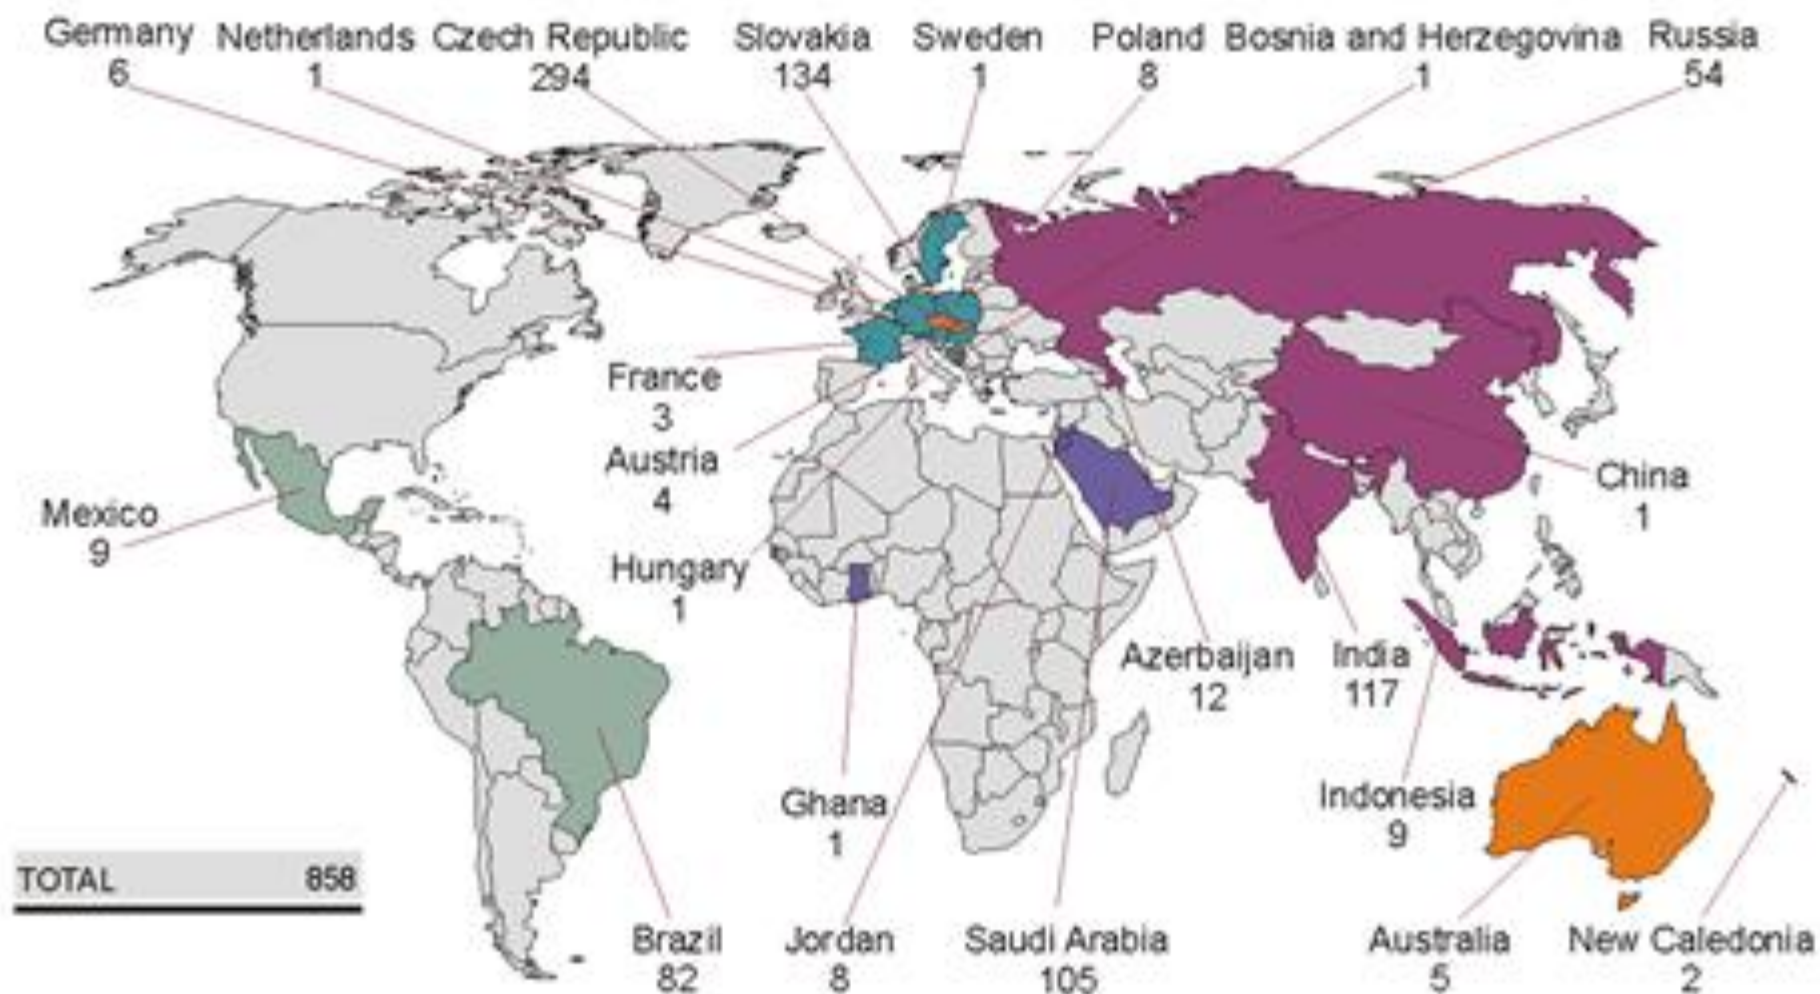 Germany Netherlands Czech Republic Slovakia Sweden Poland Bosnia and Herzegovina Russia
6 1 294 134 1 8 1 54
France
3
Austria
4
Mexico
9
China
1
Hungary
1
Azerbaijan
12
India
117
Ghana
1
Indonesia
9
TOTAL 858
Brazil Jordan Saudi Arabia Australia New Caledonia
82 8 105 5 2